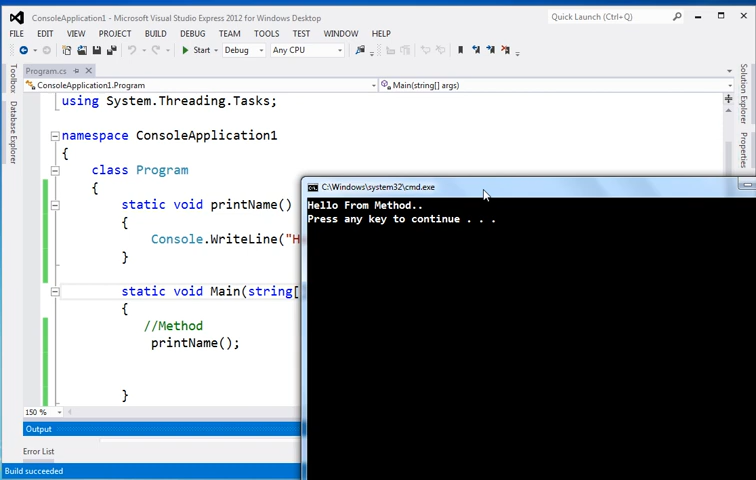 ConsoleApplication1 - Microsoft Visual Studio Express 2012 for Windows Desktop
Quick Launch (Ctrl+Q)
FILE EDIT VIEW PROJECT BUILD DEBUG TEAM TOOLS TEST WINDOW HELP
Start Debug Any CPU
Toolbox
Database Explorer
Solution Explorer
Properties
Program.cs
ConsoleApplication1.Program
Main(string[] args)
using System.Threading.Tasks;
namespace ConsoleApplication1
{
class Program
{
static void printName()
{
Console.WriteLine("H
}
static void Main(string[
{
//Method
printName();
}
C:\Windows\system32\cmd.exe
Hello From Method..
Press any key to continue . . .
150 %
Output
Error List
Build succeeded